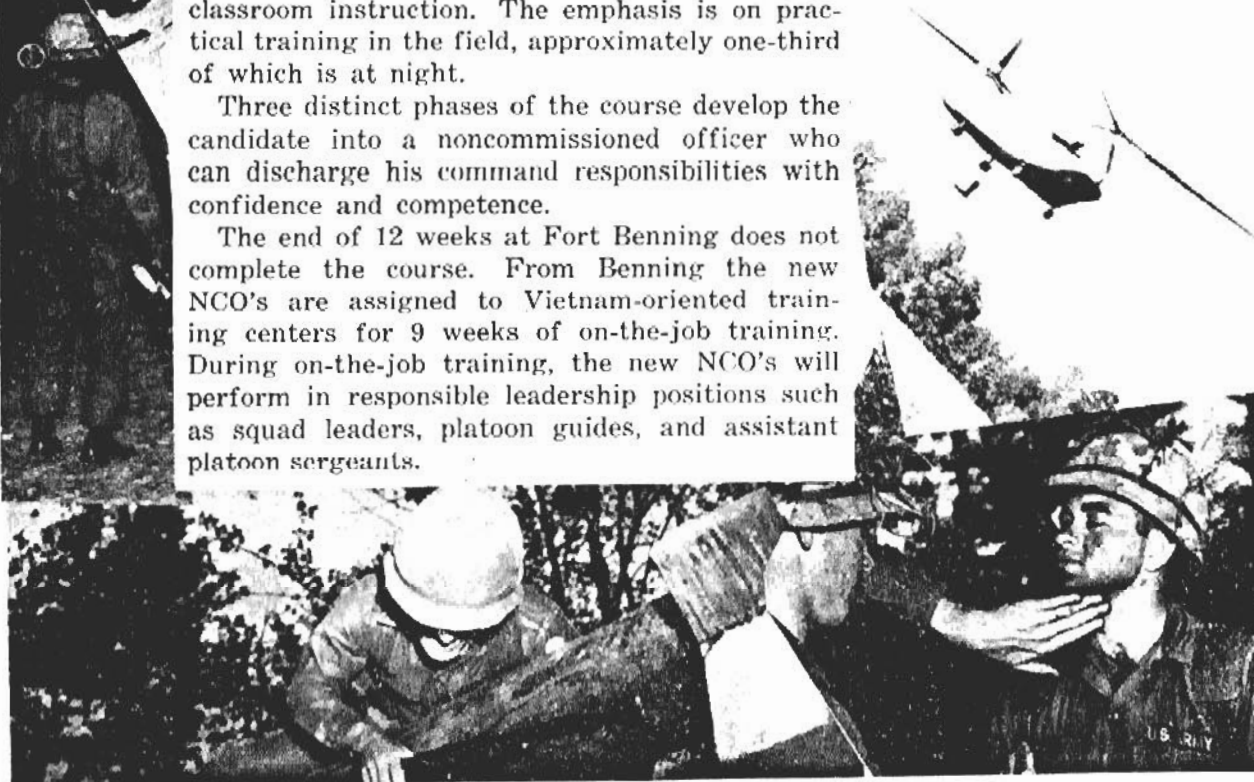 classroom instruction. The emphasis is on prac-
tical training in the field, approximately one-third
of which is at night.
Three distinct phases of the course develop the
candidate into a noncommissioned officer who
can discharge his command responsibilities with
confidence and competence.
The end of 12 weeks at Fort Benning does not
complete the course. From Benning the new
NCO's are assigned to Vietnam-oriented train-
ing centers for 9 weeks of on-the-job training.
During on-the-job training, the new NCO's will
perform in responsible leadership positions such
as squad leaders, platoon guides, and assistant
platoon sergeants.
US ARMY